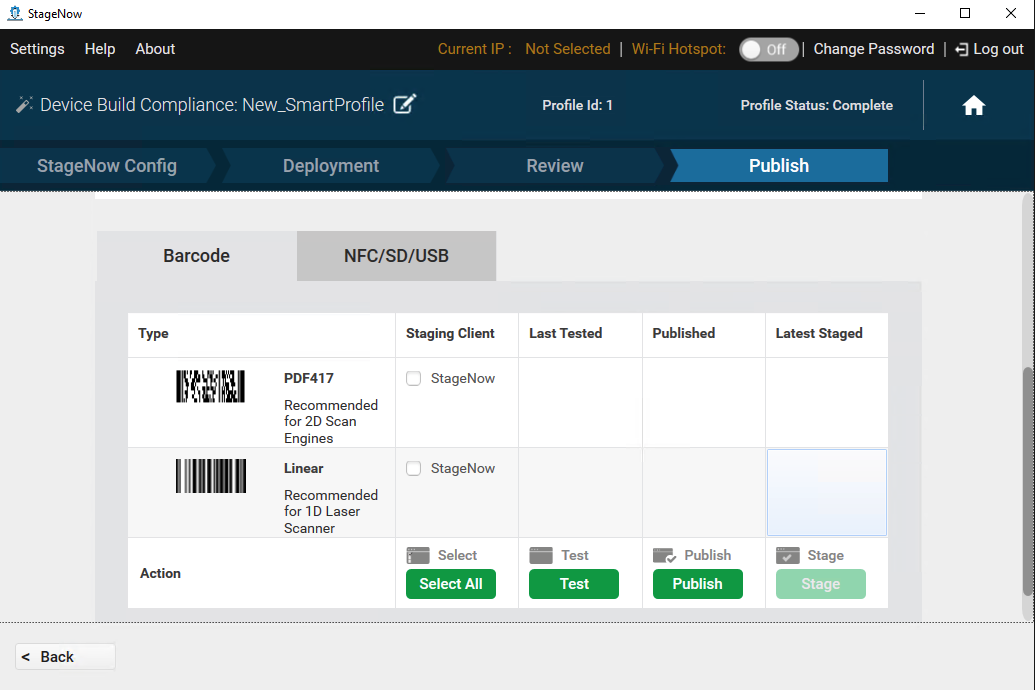 StageNow
Settings Help About Current IP : Not Selected | Wi-Fi Hotspot: Off | Change Password | Log out
Device Build Compliance: New_SmartProfile Profile Id: 1 Profile Status: Complete
StageNow Config Deployment Review Publish
Barcode NFC/SD/USB
Type Staging Client Last Tested Published Latest Staged
PDF417 StageNow
Recommended
for 2D Scan
Engines
Linear StageNow
Recommended
for 1D Laser
Scanner
Select Test Publish Stage
Action Select All Test Publish Stage
< Back